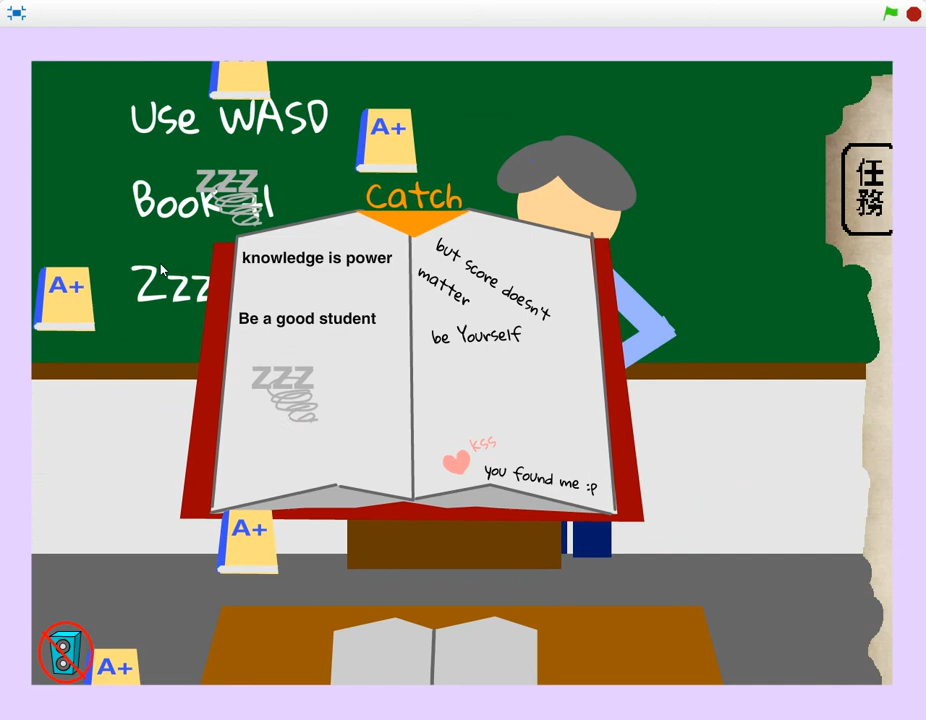 Use WASD
A+
ZZZ
Catch
A+
Zzz
knowledge is power
Be a good student
ZZZ
but score doesn't
matter
be Yourself
kss
you found me :p
A+
A+
任
務